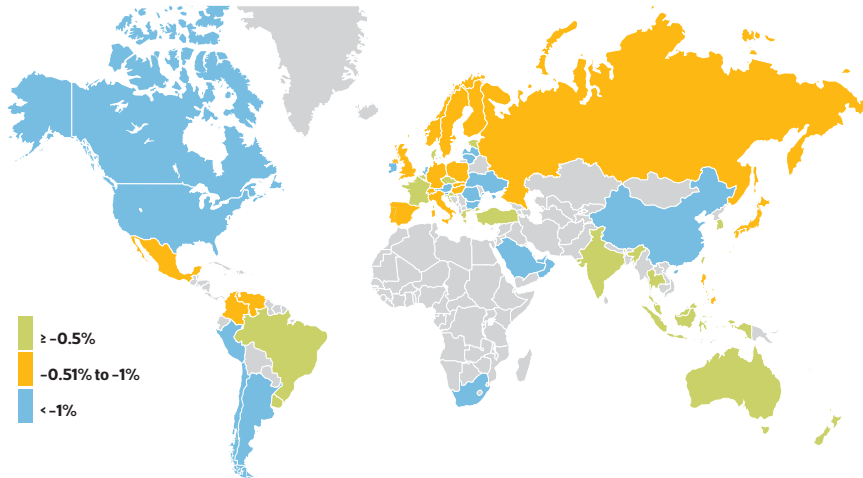 ≥ –0.5%
–0.51% to –1%
< –1%